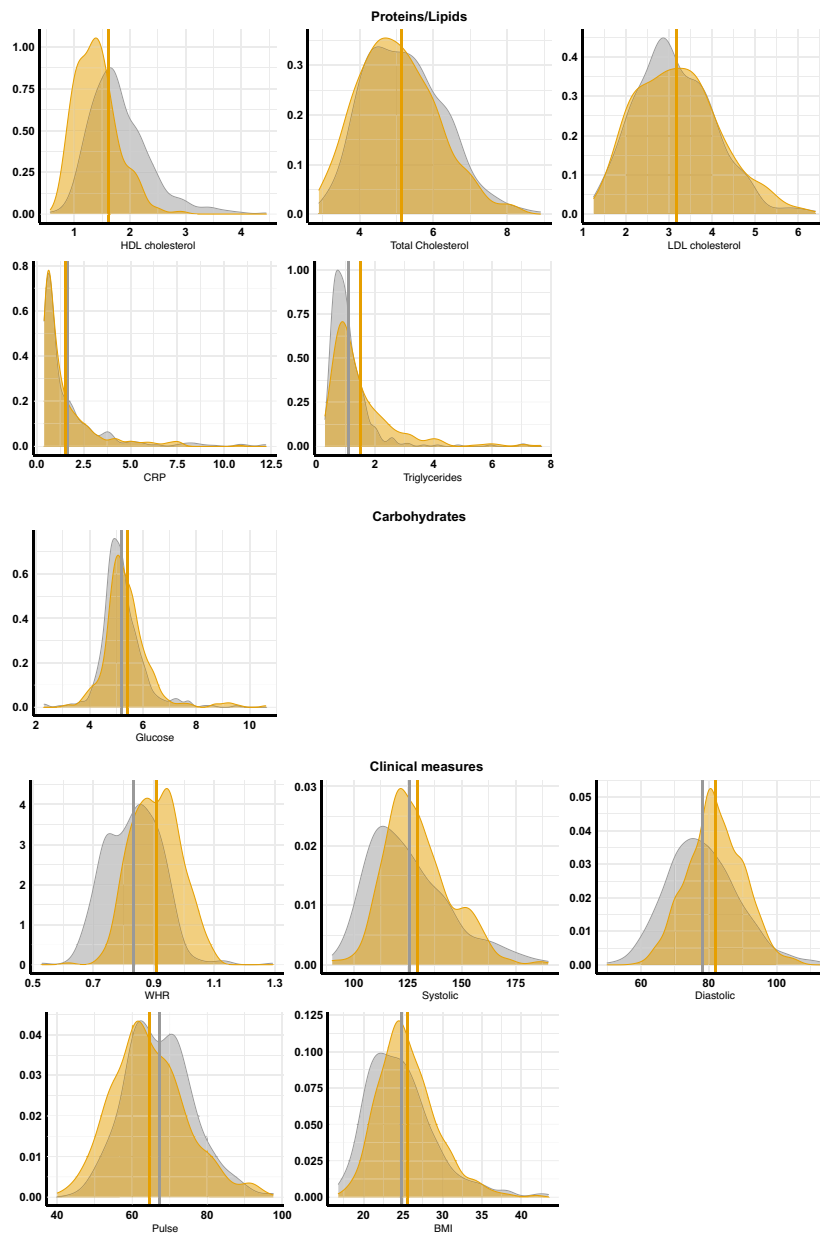 Proteins/Lipids
1.00
0.75
0.50
0.25
0.00
1 2 3 4
HDL cholesterol
0.3
0.2
0.1
0.0
4 6 8
Total Cholesterol
0.4
0.3
0.2
0.1
0.0
1 2 3 4 5 6
LDL cholesterol
0.8
0.6
0.4
0.2
0.0
0.0 2.5 5.0 7.5 10.0 12.5
CRP
1.00
0.75
0.50
0.25
0.00
0 2 4 6 8
Triglycerides
Carbohydrates
0.6
0.4
0.2
0.0
2 4 6 8 10
Glucose
Clinical measures
4
3
2
1
0
0.5 0.7 0.9 1.1 1.3
WHR
0.03
0.02
0.01
0.00
100 125 150 175
Systolic
0.05
0.04
0.03
0.02
0.01
0.00
60 80 100
Diastolic
0.04
0.03
0.02
0.01
0.00
40 60 80 100
Pulse
0.125
0.100
0.075
0.050
0.025
0.000
20 25 30 35 40
BMI